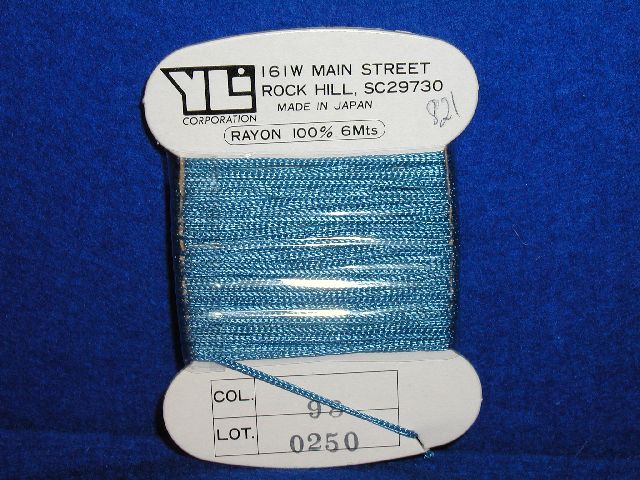 YLI
CORPORATION
161W MAIN STREET
ROCK HILL, SC29730
MADE IN JAPAN
RAYON 100% 6Mts
821
COL.
LOT. 0250